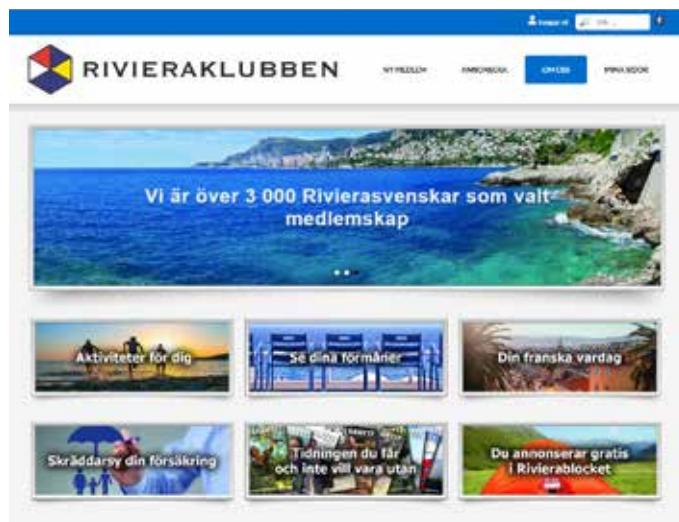 RIVIERAKLUBBEN
OM OSS
Vi är över 3 000 Rivierasvenskar som valt
medlemskap
Aktiviteter för dig
Se dina förmåner
Din franska vardag
Skräddarsy din försäkring
Tidningen du får
och inte vill vara utan
Du annonserar gratis
i Rivierablocket